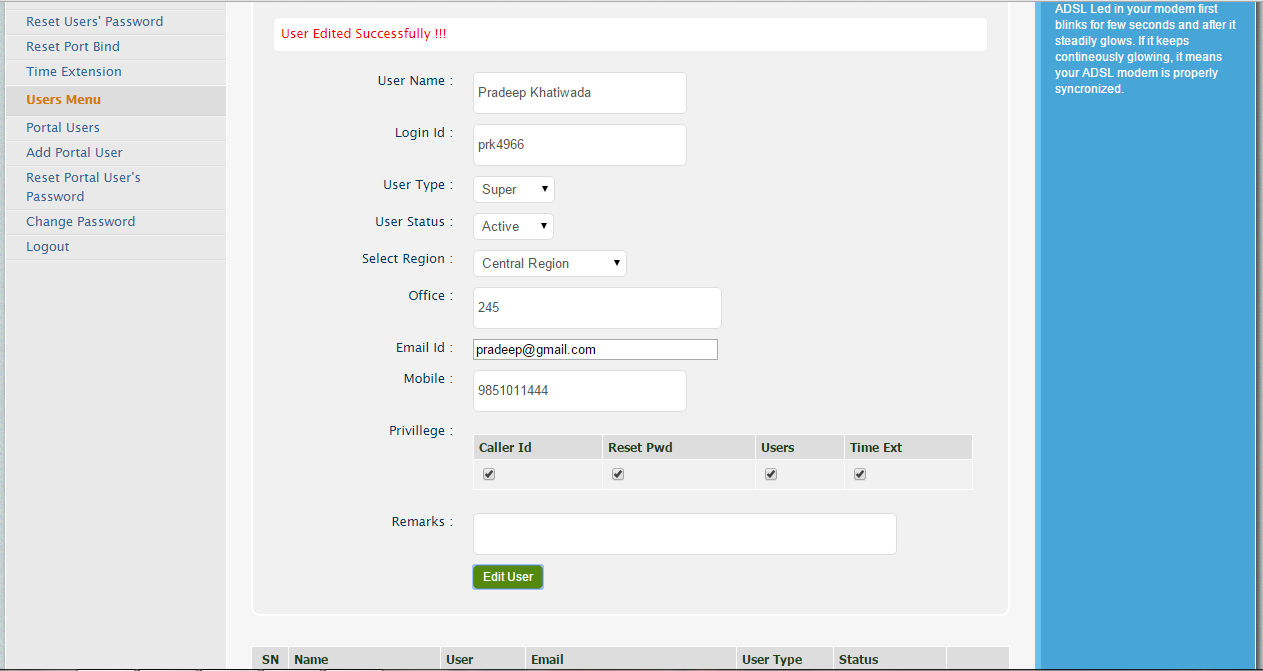 Reset Users' Password
Reset Port Bind
Time Extension
Users Menu
Portal Users
Add Portal User
Reset Portal User's
Password
Change Password
Logout
User Edited Successfully !!!
User Name :
Pradeep Khatiwada
Login Id :
prk4966
User Type :
Super
User Status :
Active
Select Region :
Central Region
Office :
245
Email Id :
pradeep@gmail.com
Mobile :
9851011444
Privillege :
Caller Id Reset Pwd Users Time Ext
Remarks :
Edit User
SN Name User Email User Type Status
ADSL Led in your modem first
blinks for few seconds and after it
steadily glows. If it keeps
contineously glowing, it means
your ADSL modem is properly
syncronized.